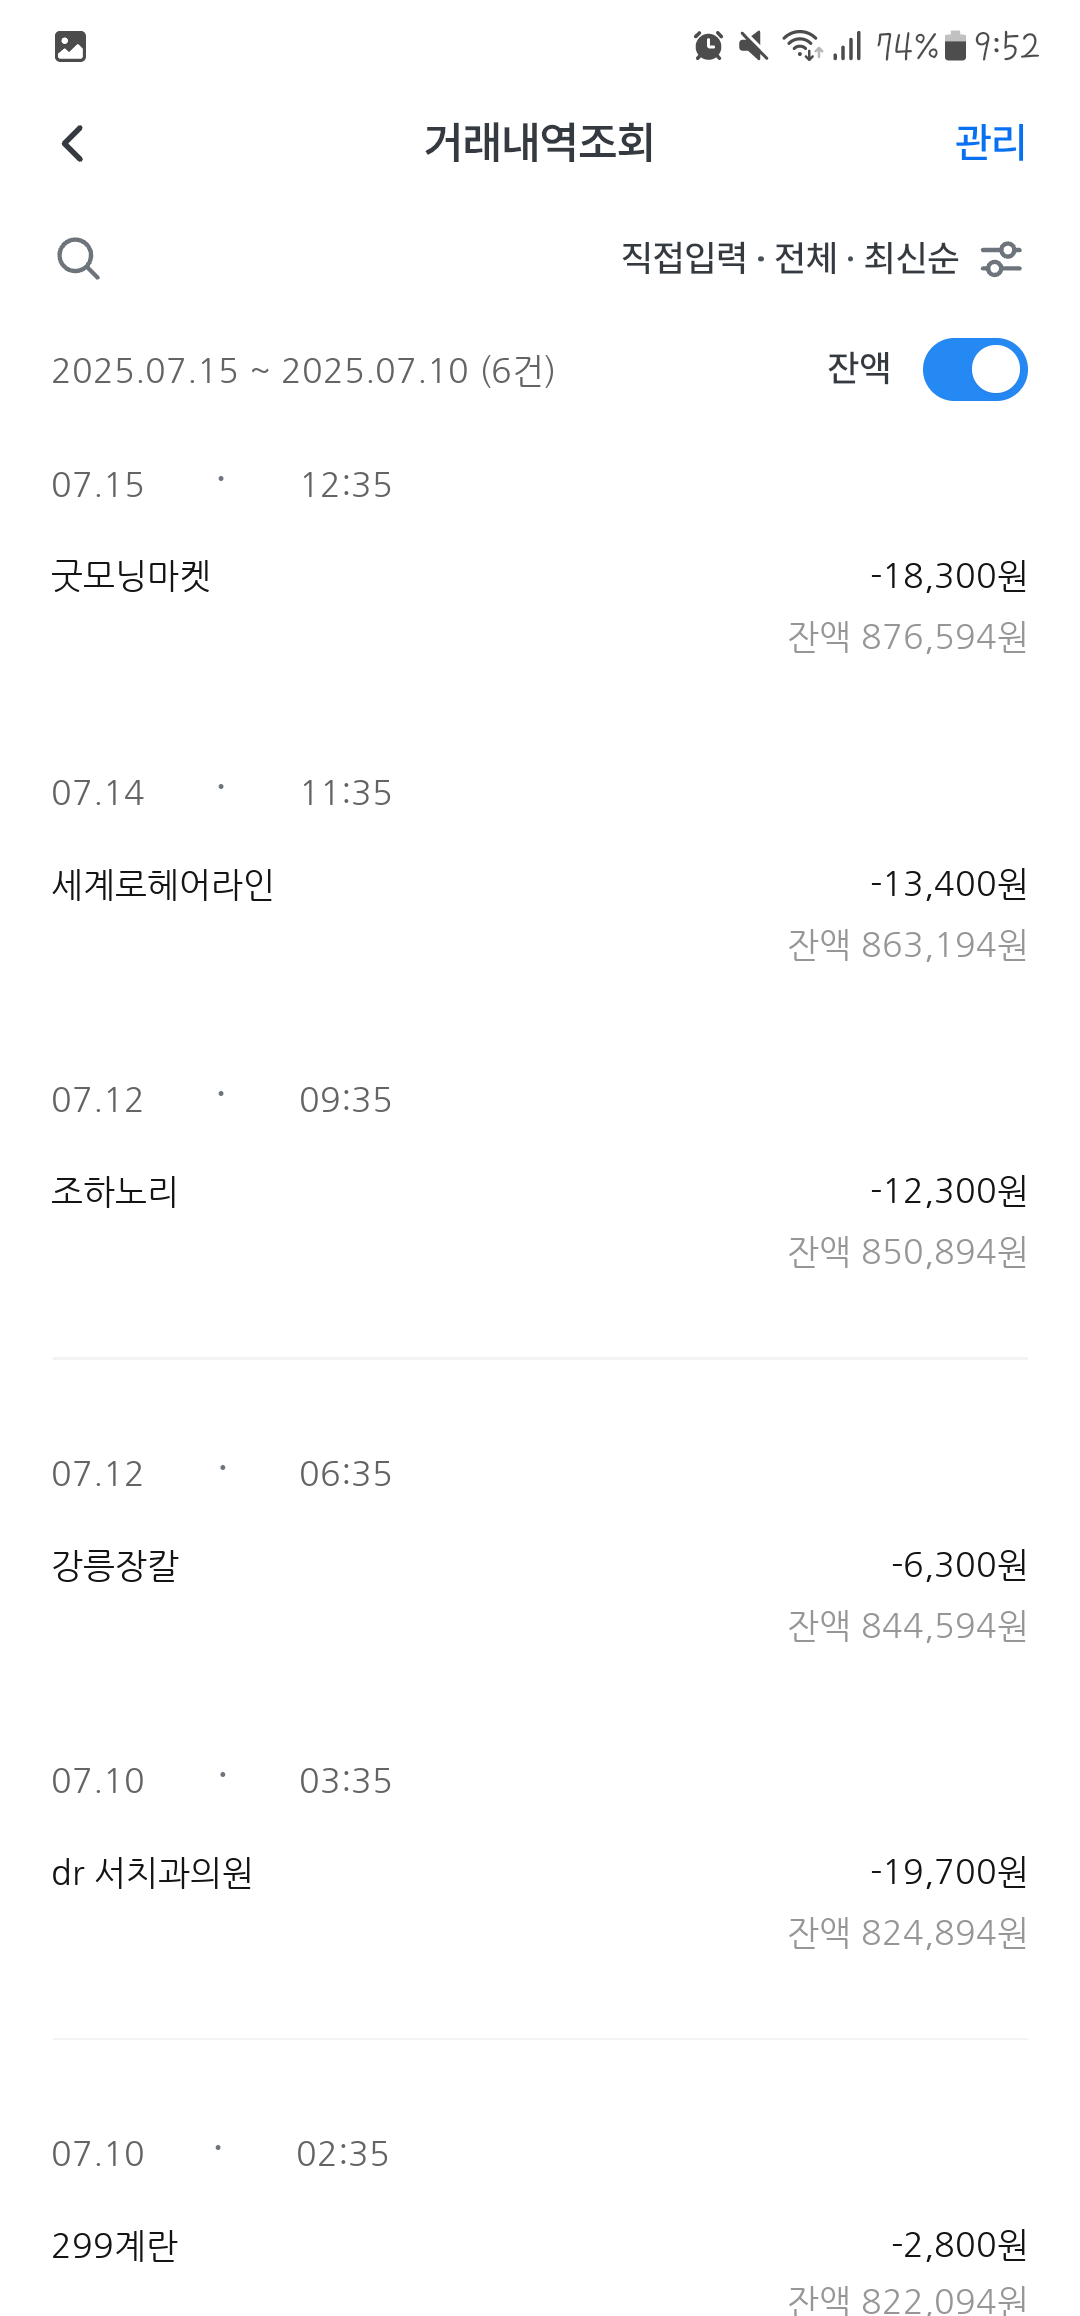 74% 9:52
거래내역조회 관리
직접입력 · 전체 · 최신순
2025.07.15 ~ 2025.07.10 (6건) 잔액
07.15 · 12:35
굿모닝마켓 -18,300원
잔액 876,594원
07.14 · 11:35
세계로헤어라인 -13,400원
잔액 863,194원
07.12 · 09:35
조하노리 -12,300원
잔액 850,894원
07.12 · 06:35
강릉장칼 -6,300원
잔액 844,594원
07.10 · 03:35
dr 서치과의원 -19,700원
잔액 824,894원
07.10 · 02:35
299계란 -2,800원
잔액 822,094원